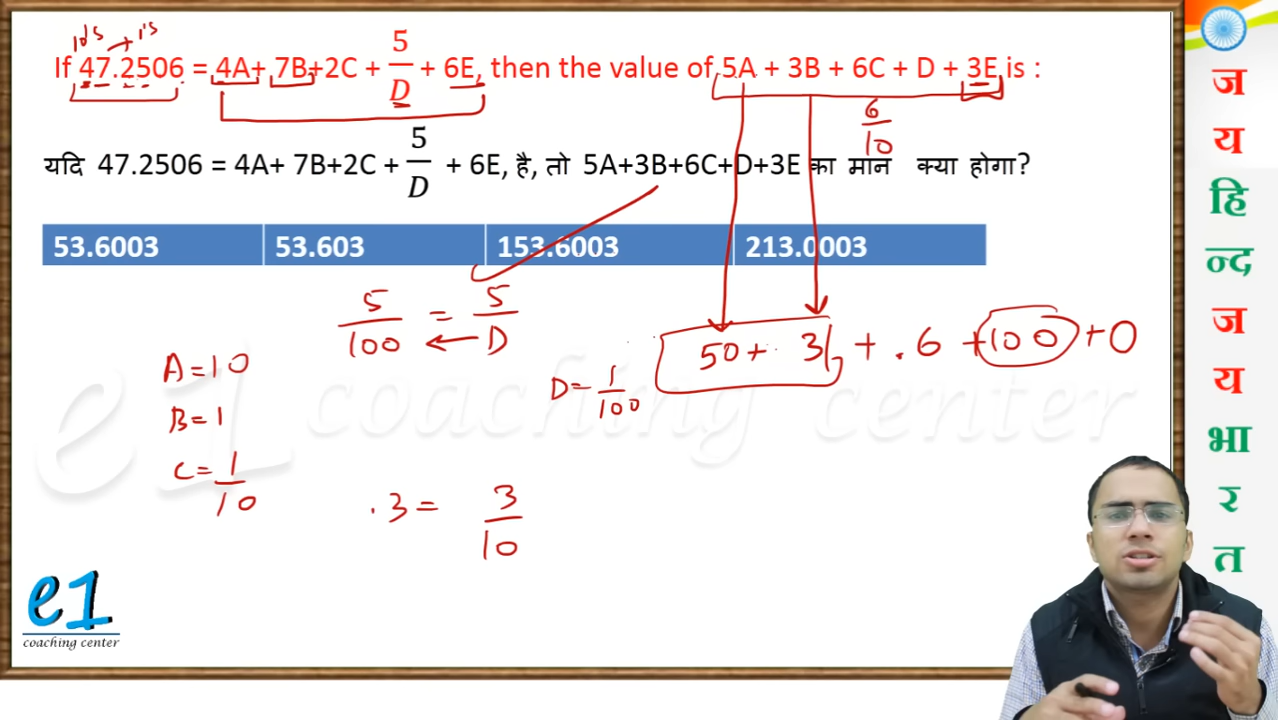 10's 1's
If 47.2506 = 4A+ 7B+2C + 5/D + 6E, then the value of 5A + 3B + 6C + D + 3E is :
6/10
यदि 47.2506 = 4A+ 7B+2C + 5/D + 6E, है, तो 5A+3B+6C+D+3E का मान क्या होगा?
53.6003 53.603 153.6003 213.0003
5/100 = 5/D
50+ 3 + .6 +100 +0
A=10
D= 1/100
B=1
C= 1/10
.3 = 3/10
e1 coaching center
e1
coaching center
ज
य
हि
न्द
ज
य
भा
र
त